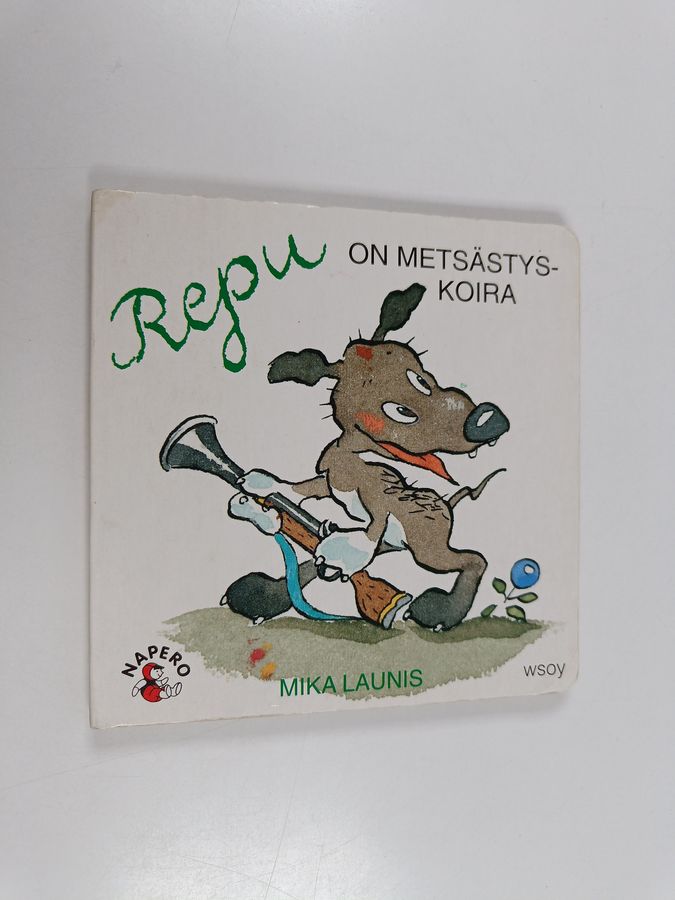 Repu
ON METSÄSTYS-
KOIRA
NAPERO
MIKA LAUNIS
wsoy